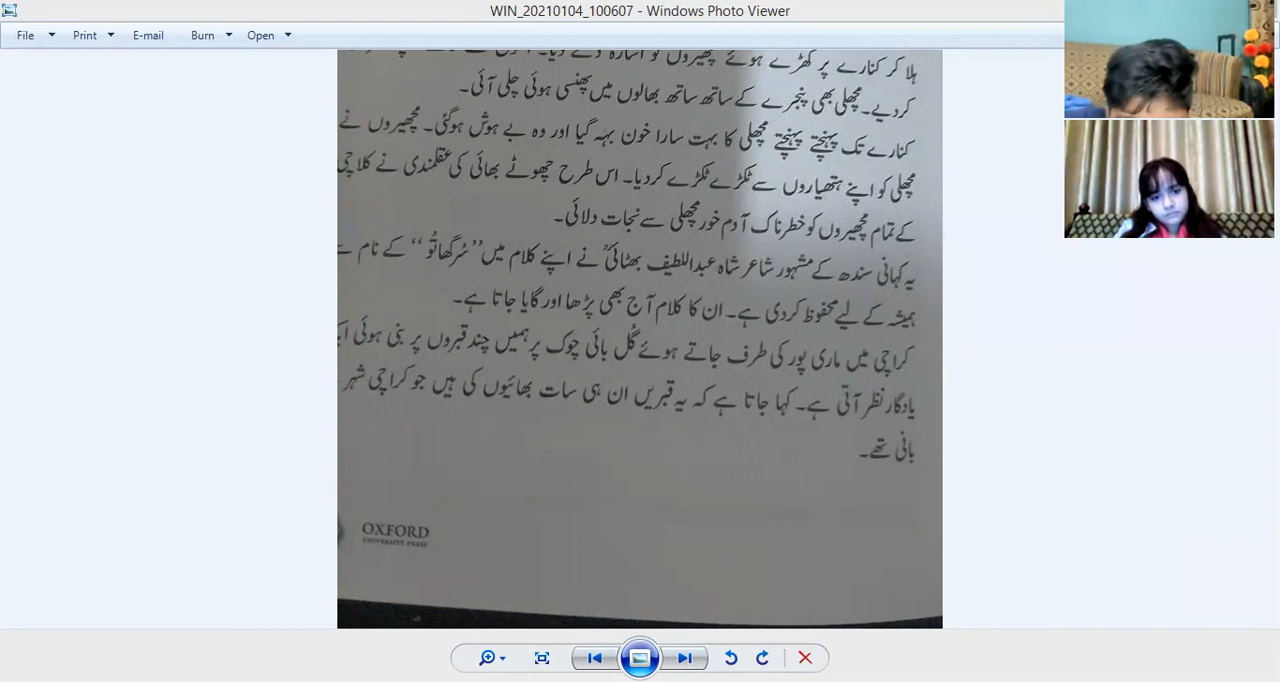 WIN_20210104_100607 - Windows Photo Viewer
File Print E-mail Burn Open
ہلا کر کنارے پر کھڑے ہوئے مچھیروں کو اشارہ دے دیا۔
کردیے۔ مچھلی بھی پنجرے کے ساتھ ساتھ بھالوں میں پھنسی ہوئی چلی آئی۔
کنارے تک پہنچتے پہنچتے مچھلی کا بہت سارا خون بہہ گیا اور وہ بے ہوش ہوگئی۔ مچھیروں نے
مچھلی کو اپنے ہتھیاروں سے ٹکڑے ٹکڑے کردیا۔ اس طرح چھوٹے بھائی کی عقلمندی نے کلاچی
کے تمام مچھیروں کو خطرناک آدم خور مچھلی سے نجات دلائی۔
یہ کہانی سندھ کے مشہور شاعر شاہ عبداللطیف بھٹائیؒ نے اپنے کلام میں ”سُر گھاتُو“ کے نام سے
ہمیشہ کے لیے محفوظ کردی ہے۔ ان کا کلام آج بھی پڑھا اور گایا جاتا ہے۔
کراچی میں ماری پور کی طرف جاتے ہوئے گُل بائی چوک پر ہمیں چند قبروں پر بنی ہوئی
یادگار نظر آتی ہے۔ کہا جاتا ہے کہ یہ قبریں ان ہی سات بھائیوں کی ہیں جو کراچی شہر
بانی تھے۔
OXFORD
UNIVERSITY PRESS